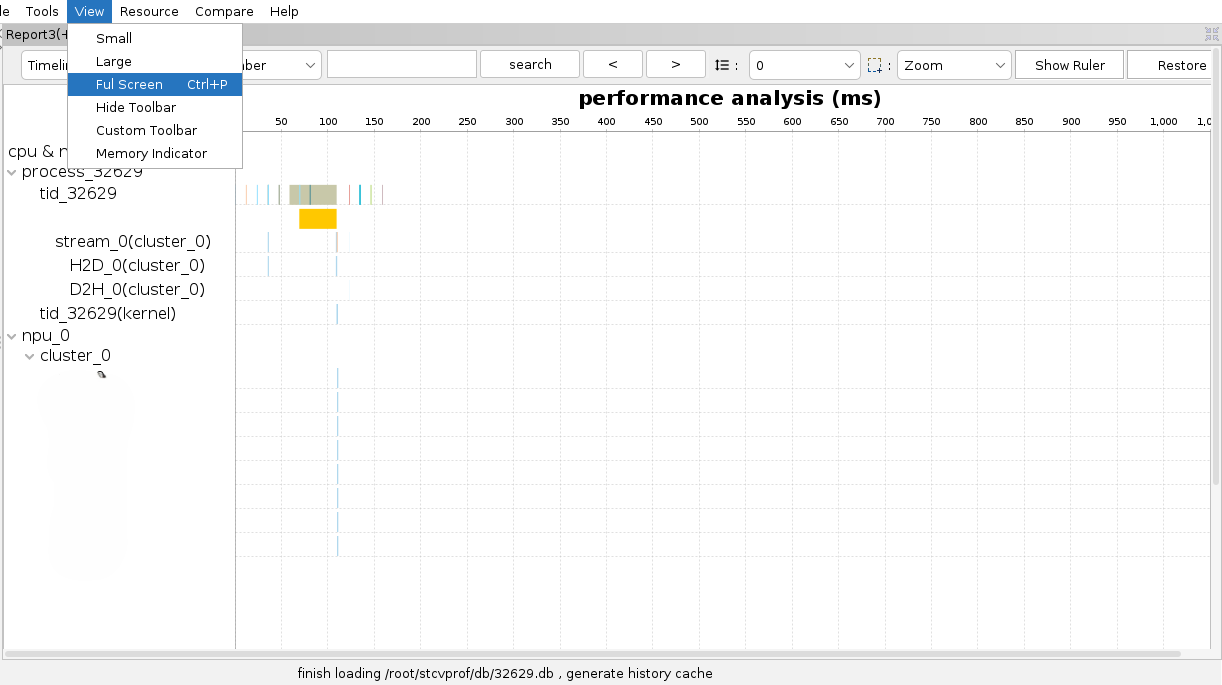 le Tools View Resource Compare Help
Report3(
Small
Large
Ful Screen Ctrl+P
Hide Toolbar
Custom Toolbar
Memory Indicator
Timeli ber search < > : 0 : Zoom Show Ruler Restore
performance analysis (ms)
50 100 150 200 250 300 350 400 450 500 550 600 650 700 750 800 850 900 950 1,000 1,0
cpu & n
process_32629
tid_32629
stream_0(cluster_0)
H2D_0(cluster_0)
D2H_0(cluster_0)
tid_32629(kernel)
npu_0
cluster_0
finish loading /root/stcvprof/db/32629.db , generate history cache